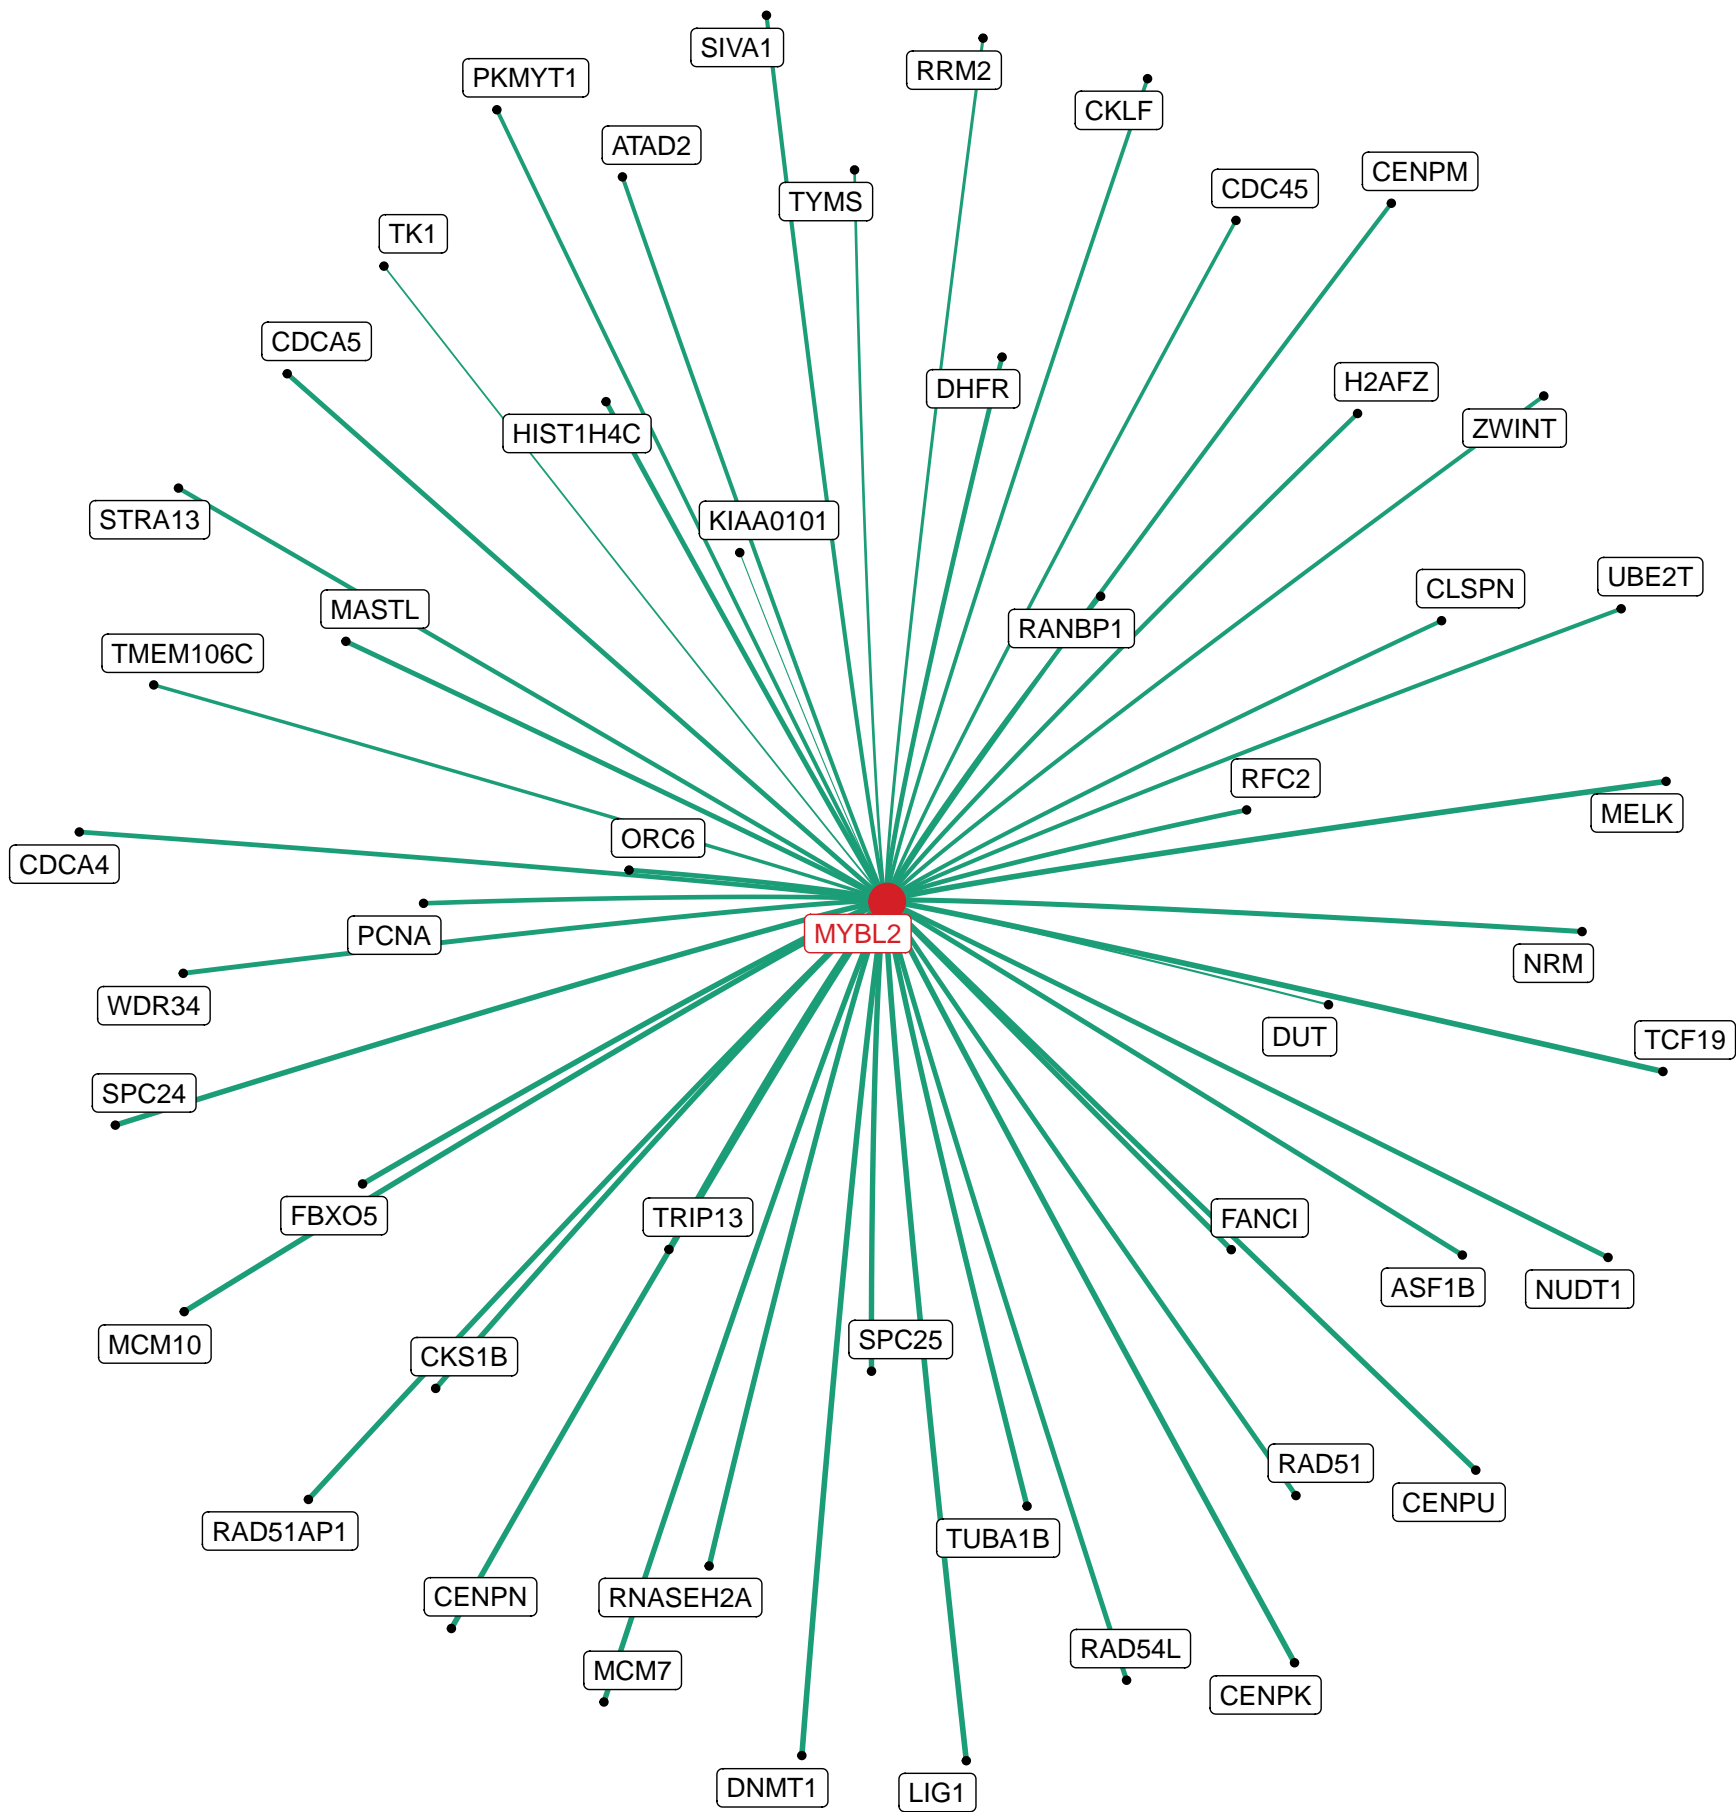 SIVA1
RRM2
PKMYT1
CKLF
ATAD2
CENPM
CDC45
TYMS
TK1
CDCA5
H2AFZ
DHFR
ZWINT
HIST1H4C
STRA13
KIAA0101
UBE2T
CLSPN
MASTL
RANBP1
TMEM106C
RFC2
MELK
ORC6
CDCA4
MYBL2
PCNA
NRM
WDR34
DUT
TCF19
SPC24
FBXO5
TRIP13
FANCI
ASF1B
NUDT1
SPC25
MCM10
CKS1B
RAD51
CENPU
RAD51AP1
TUBA1B
CENPN
RNASEH2A
RAD54L
MCM7
CENPK
DNMT1
LIG1